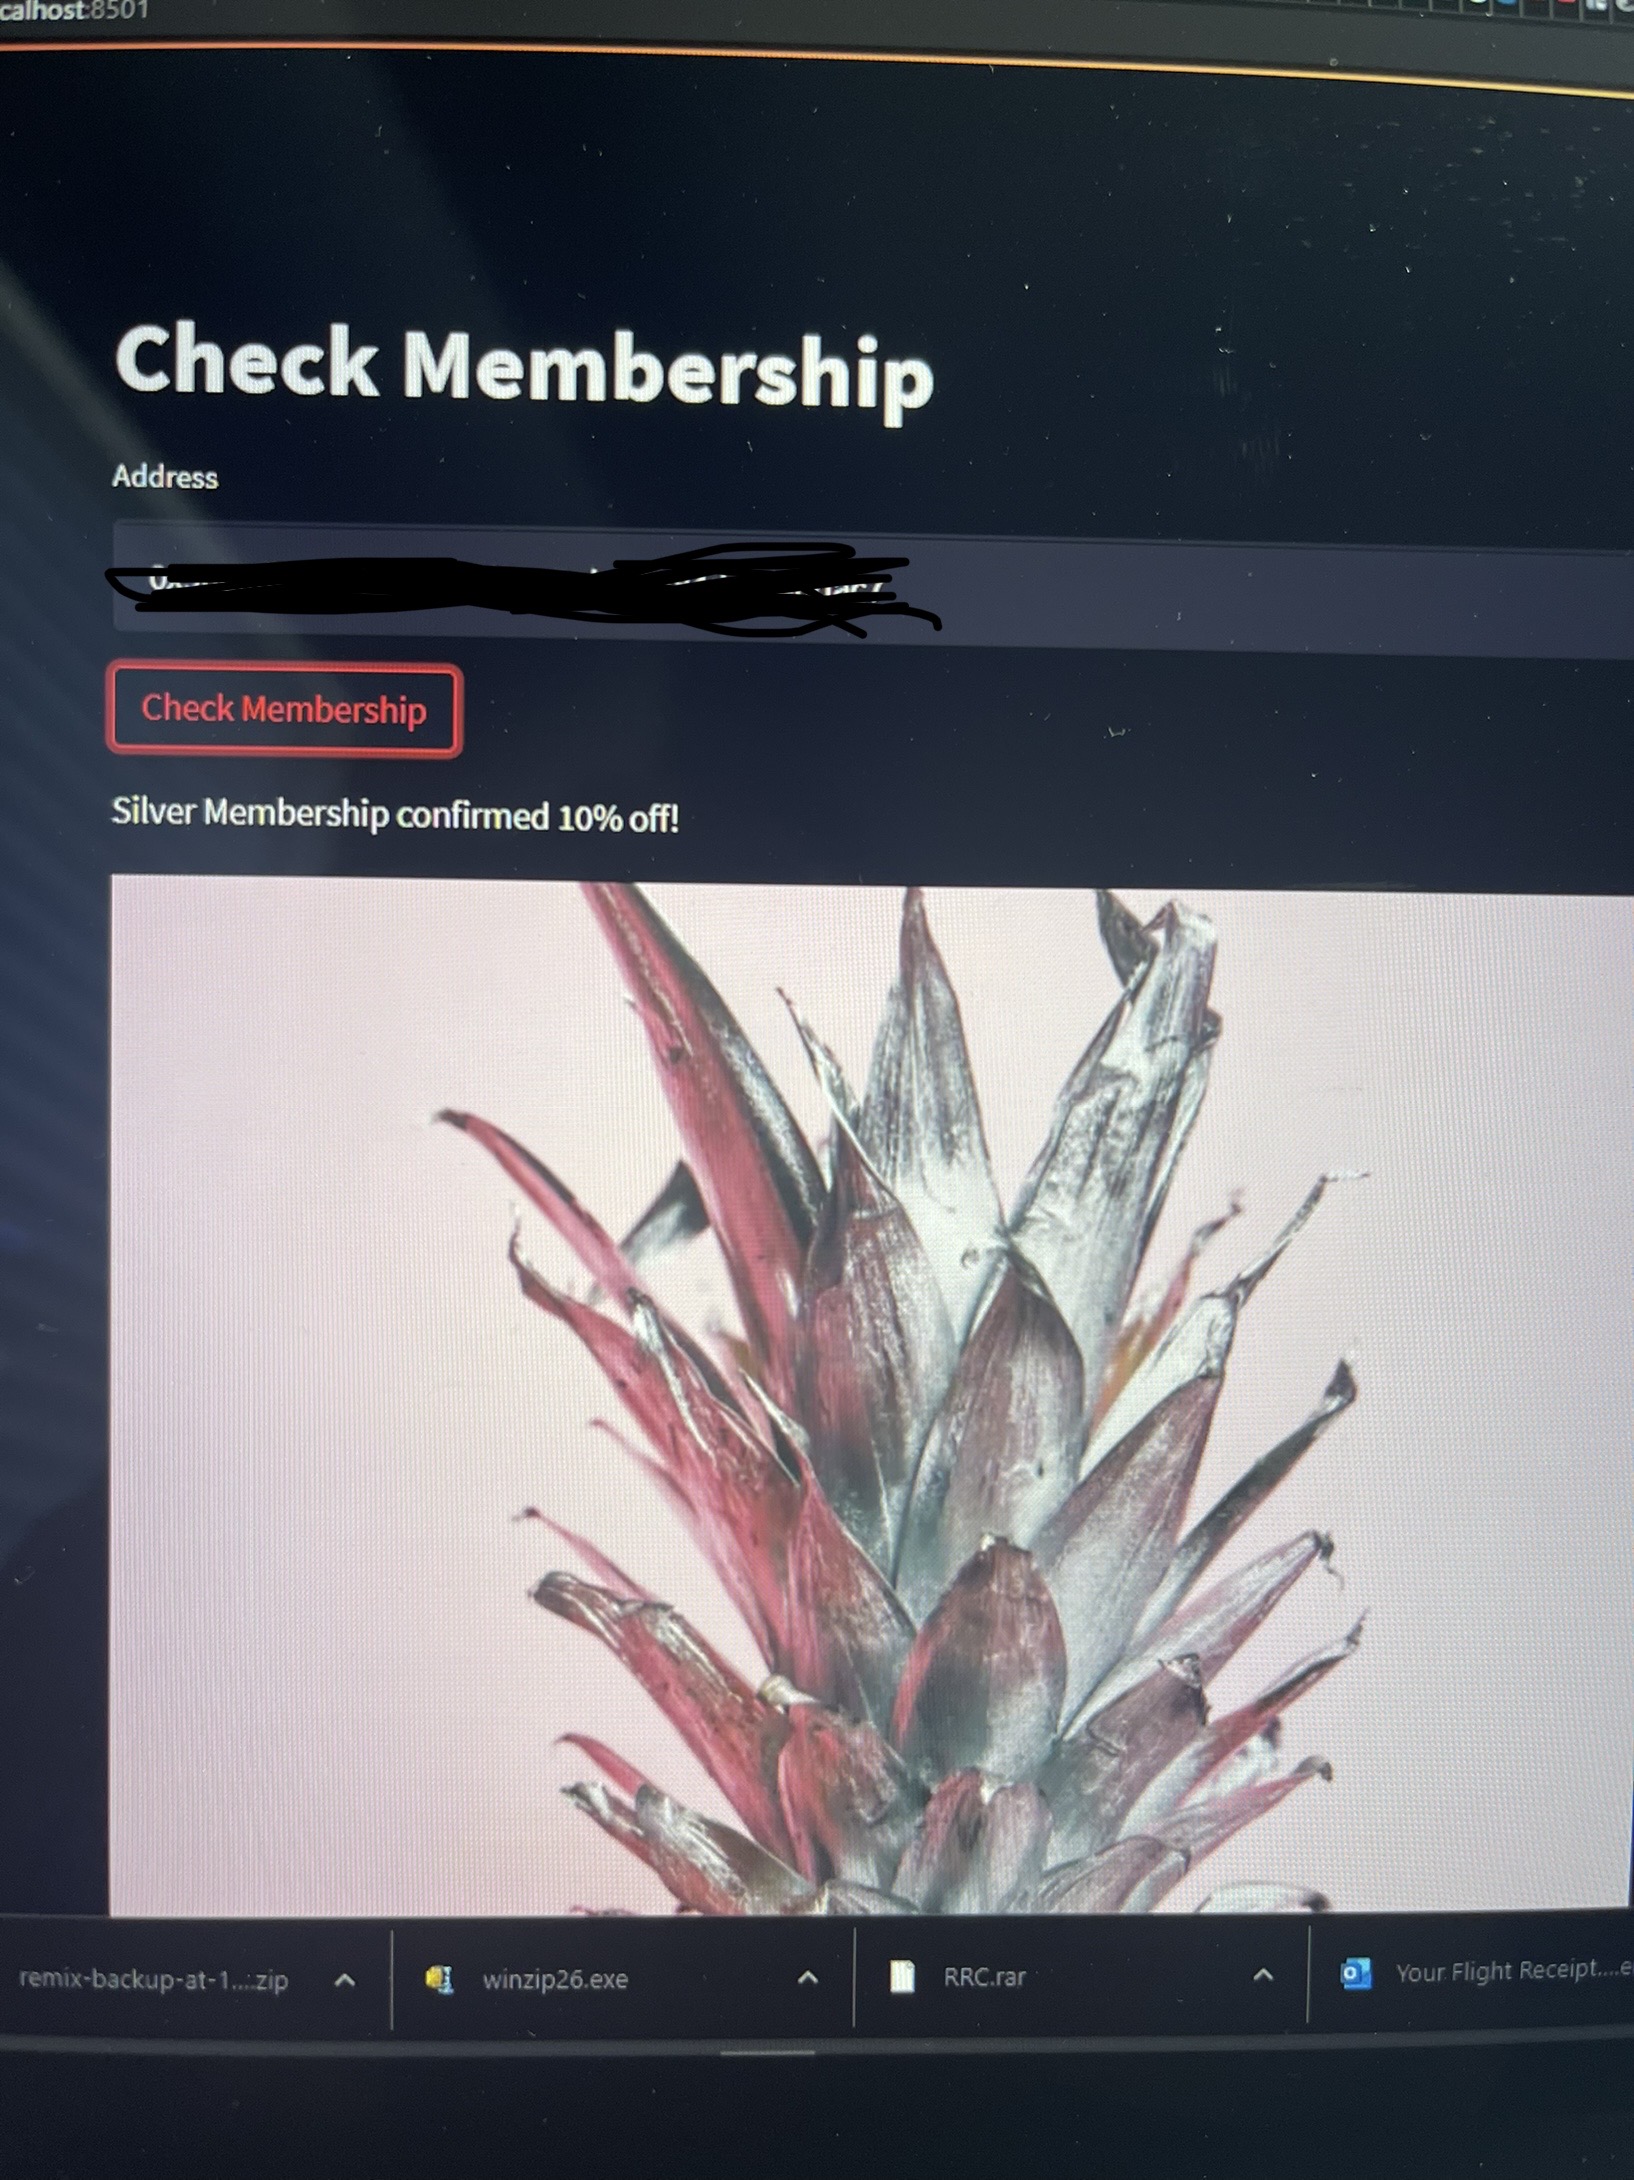 calhost:8501
Check Membership
Address
Check Membership
Silver Membership confirmed 10% off!
remix-backup-at-1....zip
winzip26.exe
RRC.rar
Your Flight Receipt....e